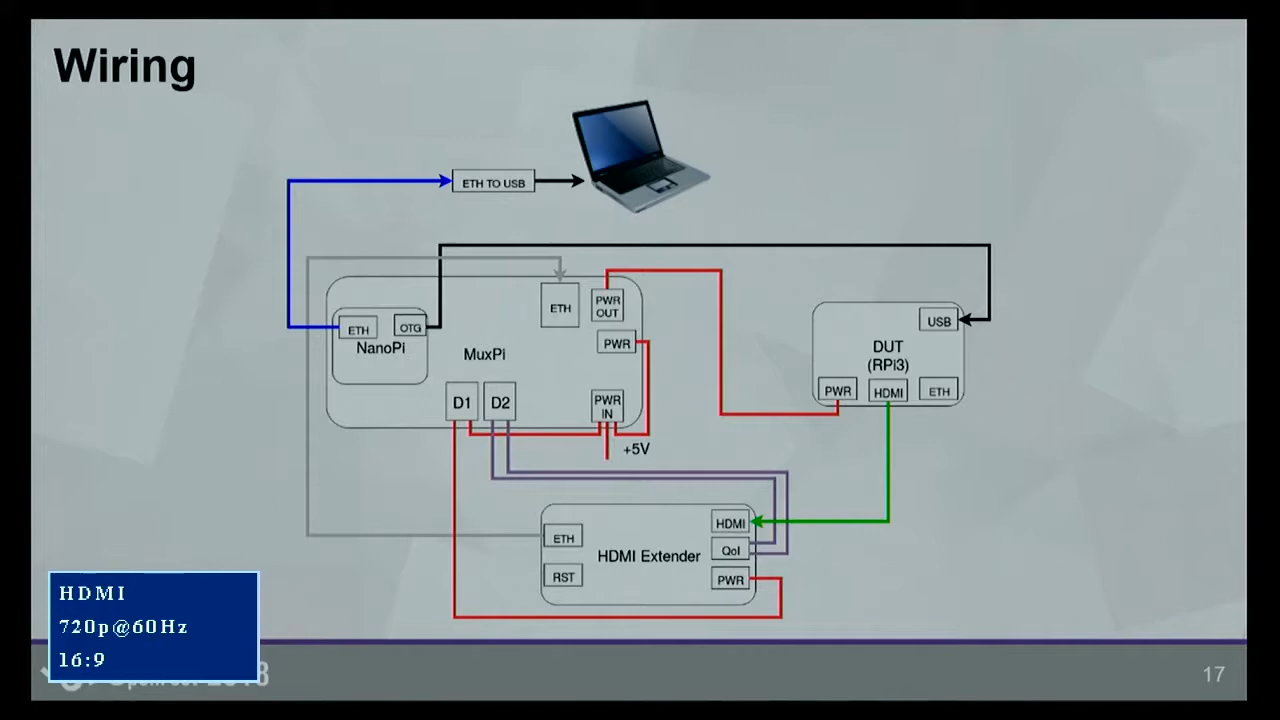 Wiring
ETH TO USB
ETH
PWR
OUT
PWR
ETH
OTG
NanoPi
MuxPi
D1
D2
PWR
IN
+5V
USB
DUT
(RPi3)
PWR
HDMI
ETH
HDMI
ETH
QoI
HDMI Extender
RST
PWR
HDMI
720p@60Hz
16:9
17